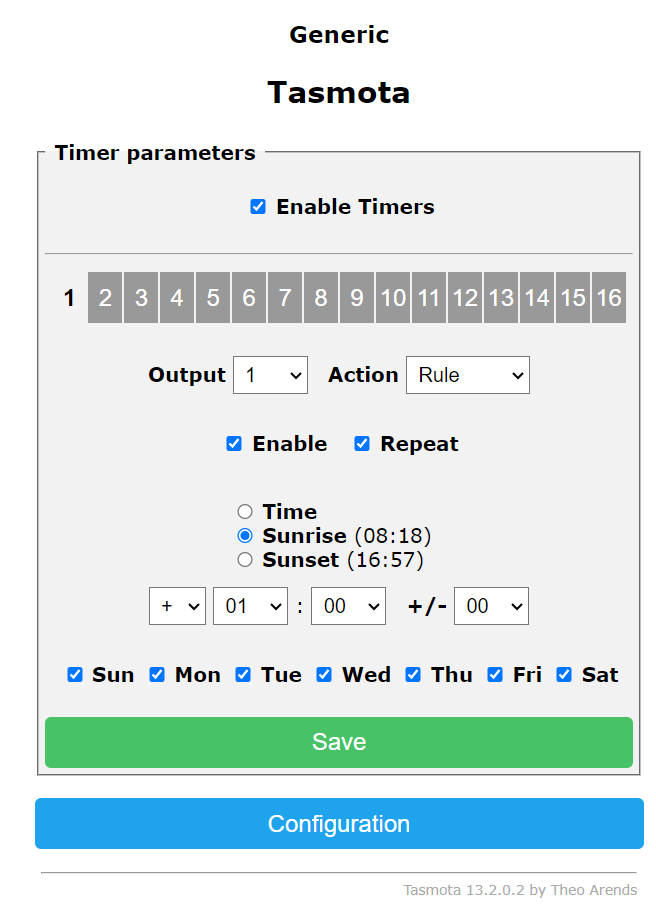 Generic
Tasmota
Timer parameters
Enable Timers
1 2 3 4 5 6 7 8 9 10 11 12 13 14 15 16
Output 1 Action Rule
Enable Repeat
Time
Sunrise (08:18)
Sunset (16:57)
+ 01 : 00 +/- 00
Sun Mon Tue Wed Thu Fri Sat
Save
Configuration
Tasmota 13.2.0.2 by Theo Arends